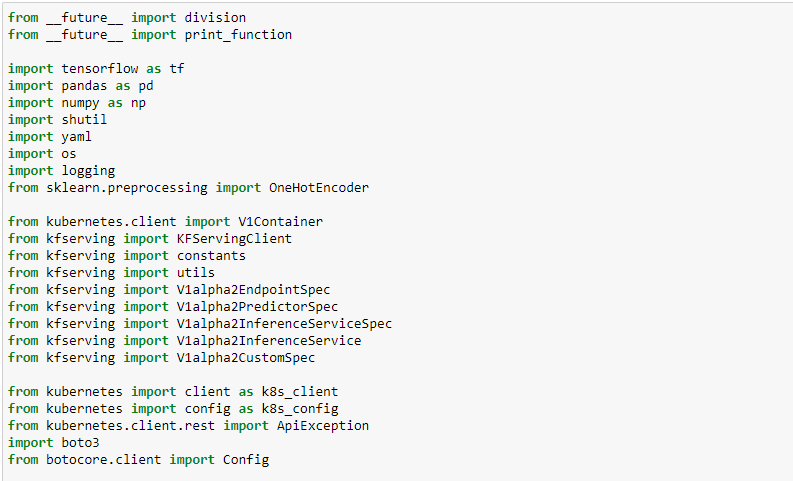 from __future__ import division
from __future__ import print_function
import tensorflow as tf
import pandas as pd
import numpy as np
import shutil
import yaml
import os
import logging
from sklearn.preprocessing import OneHotEncoder
from kubernetes.client import V1Container
from kfserving import KFServingClient
from kfserving import constants
from kfserving import utils
from kfserving import V1alpha2EndpointSpec
from kfserving import V1alpha2PredictorSpec
from kfserving import V1alpha2InferenceServiceSpec
from kfserving import V1alpha2InferenceService
from kfserving import V1alpha2CustomSpec
from kubernetes import client as k8s_client
from kubernetes import config as k8s_config
from kubernetes.client.rest import ApiException
import boto3
from botocore.client import Config